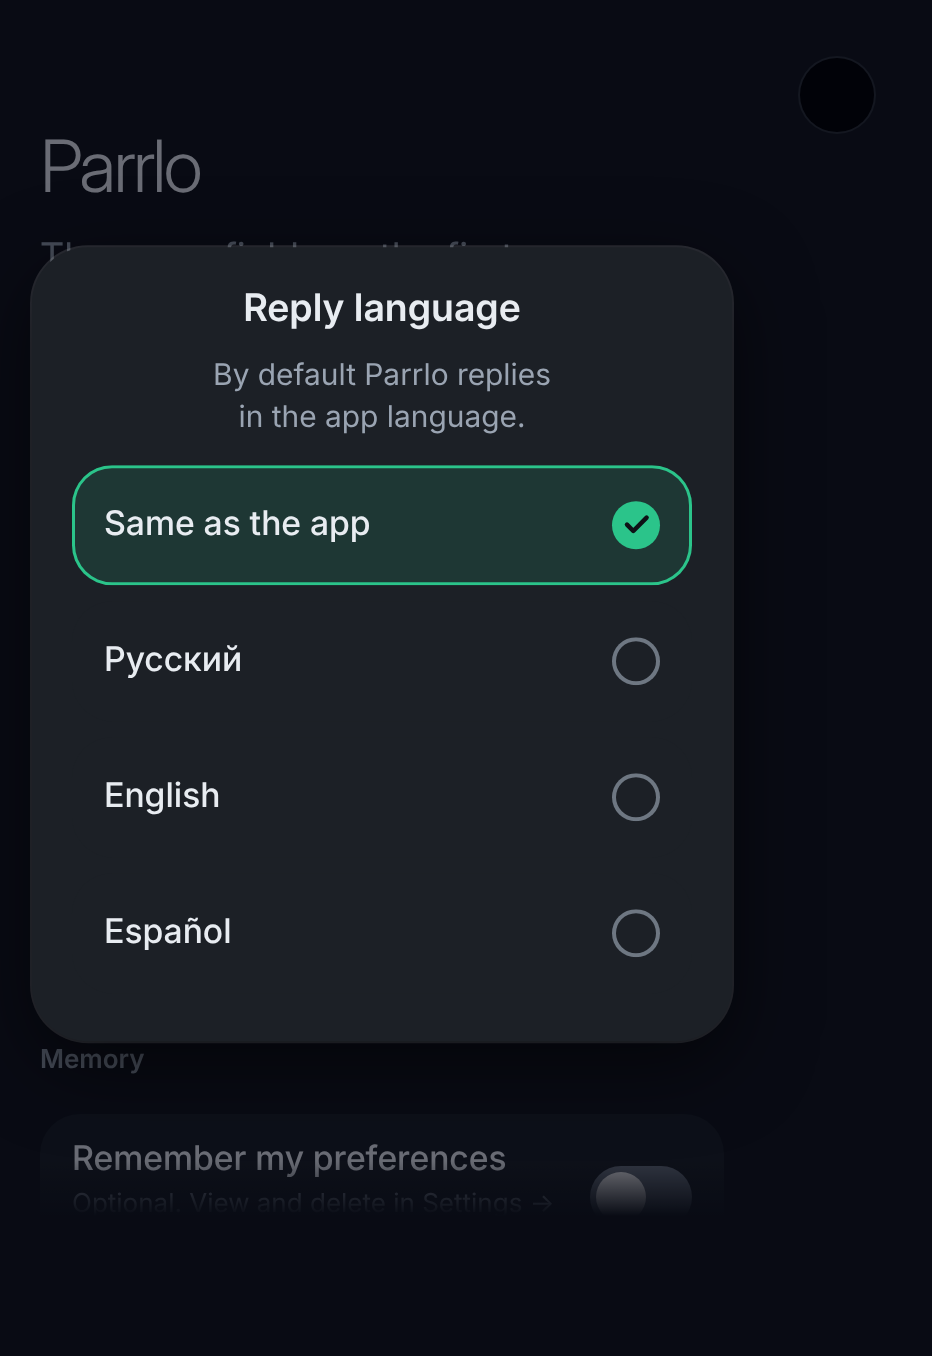 Parrlo
Reply language
By default Parrlo replies
in the app language.
Same as the app
Русский
English
Español
Memory
Remember my preferences
Optional. View and delete in Settings →